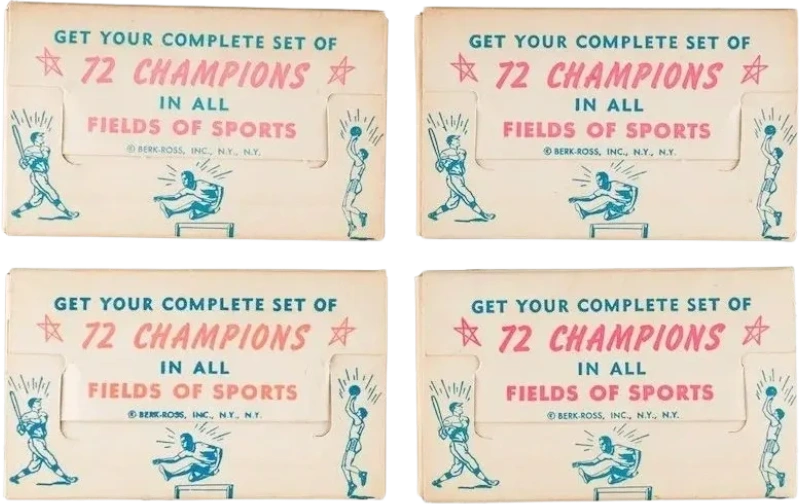 GET YOUR COMPLETE SET OF
72 CHAMPIONS
IN ALL
FIELDS OF SPORTS
© BERK-ROSS, INC., N.Y., N.Y.
GET YOUR COMPLETE SET OF
72 CHAMPIONS
IN ALL
FIELDS OF SPORTS
© BERK-ROSS, INC., N.Y., N.Y.
GET YOUR COMPLETE SET OF
72 CHAMPIONS
IN ALL
FIELDS OF SPORTS
© BERK-ROSS, INC., N.Y., N.Y.
GET YOUR COMPLETE SET OF
72 CHAMPIONS
IN ALL
FIELDS OF SPORTS
© BERK-ROSS, INC., N.Y., N.Y.